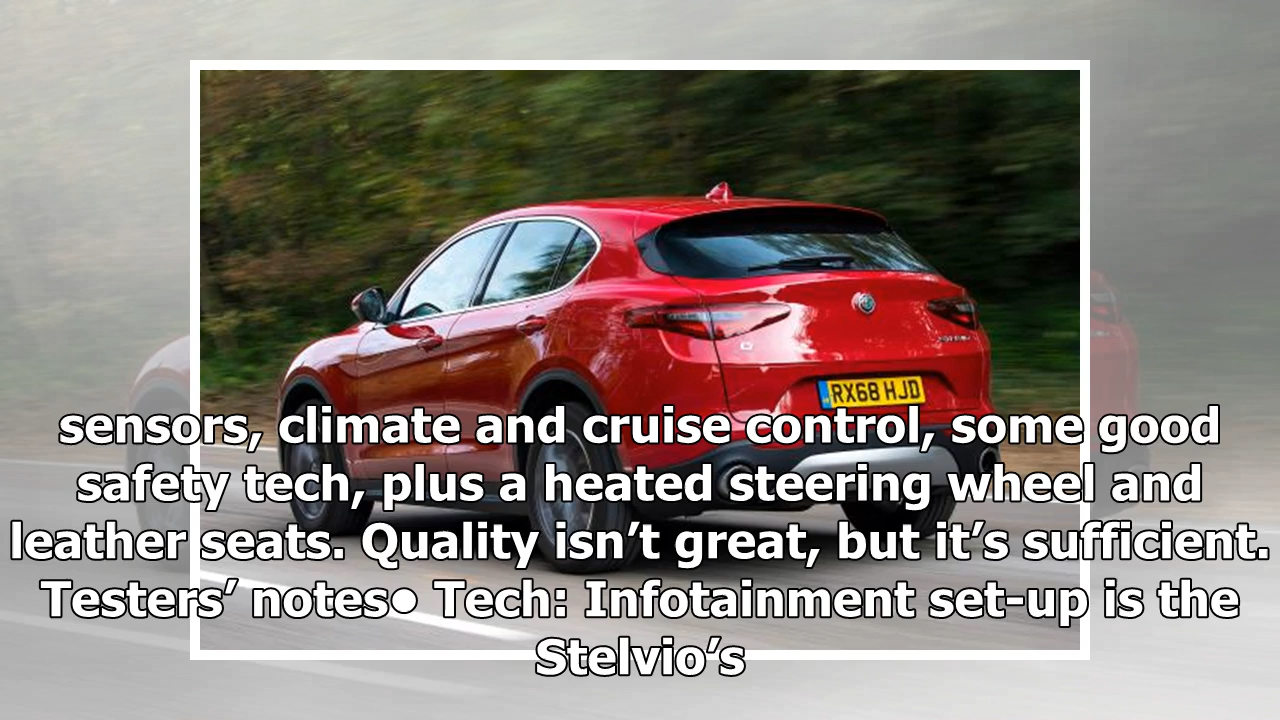 RX68 HJD
sensors, climate and cruise control, some good
safety tech, plus a heated steering wheel and
leather seats. Quality isn’t great, but it’s sufficient.
Testers’ notes● Tech: Infotainment set-up is the
Stelvio’s